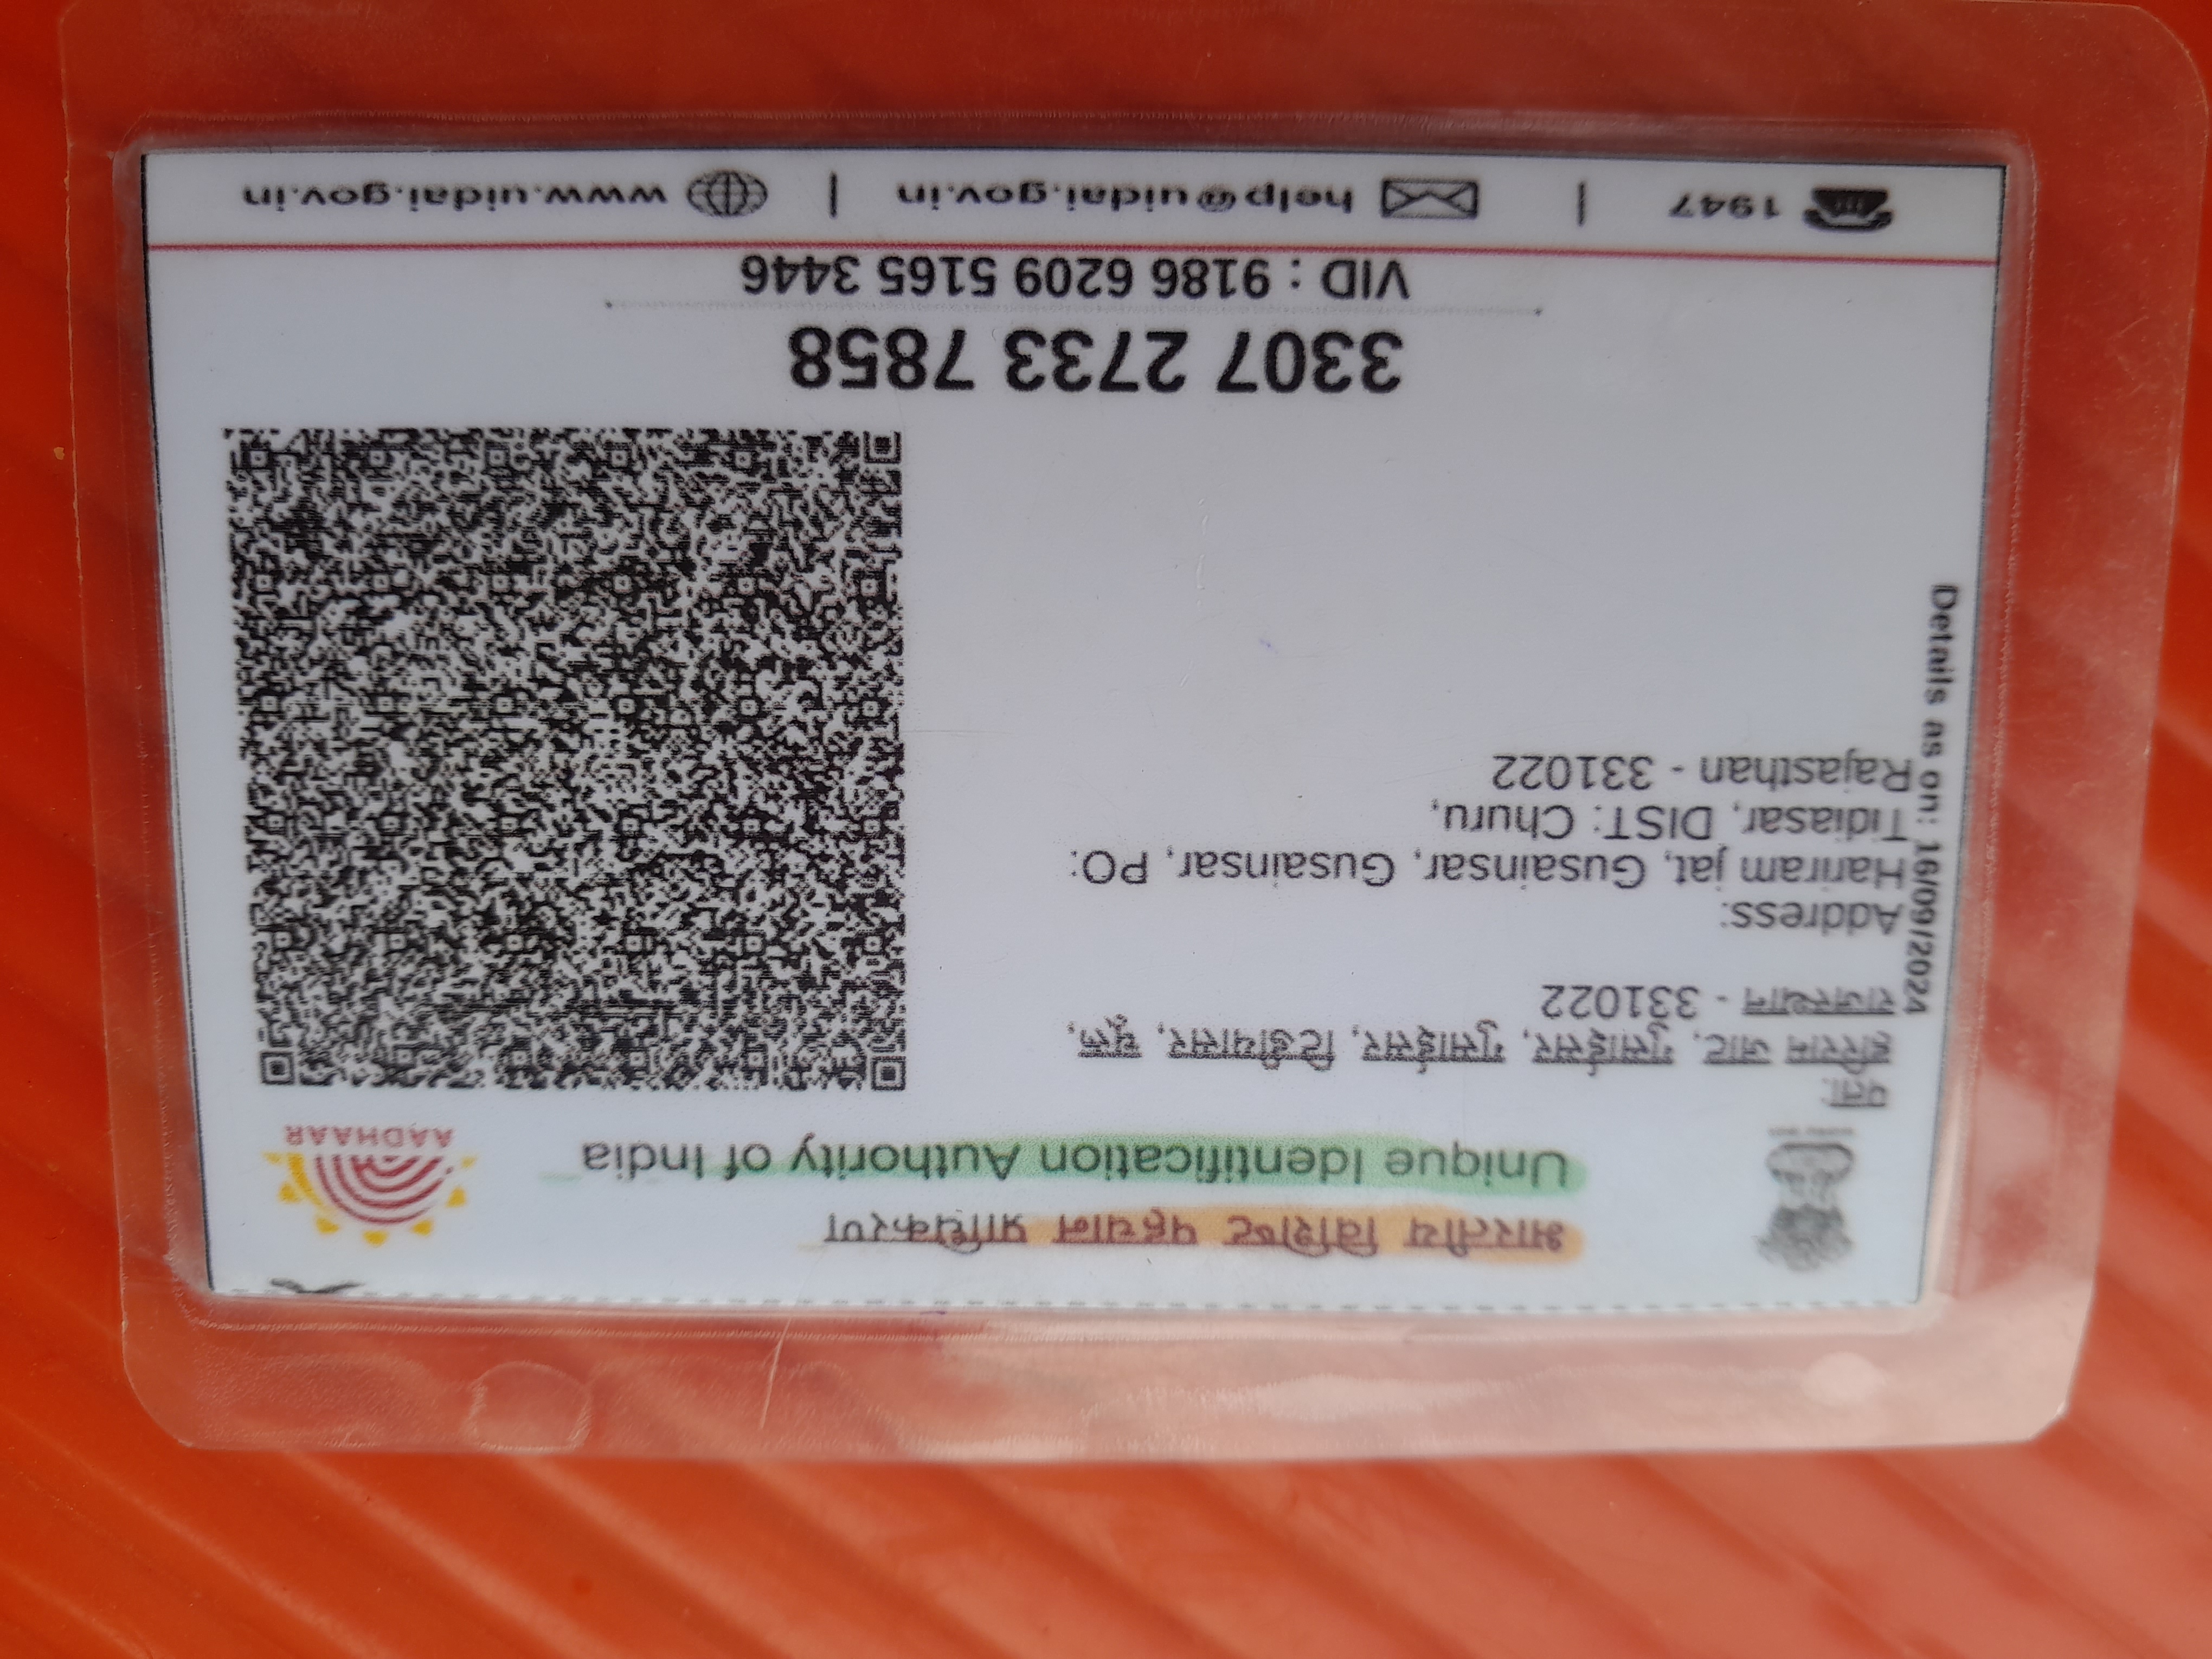 भारतीय विशिष्ट पहचान प्राधिकरण
Unique Identification Authority of India
AADHAAR
पता:
हरिराम जाट, गुसाईसर, गुसाईसर, टिडीयासर, चूरू,
राजस्थान - 331022
Address:
Hariram jat, Gusainsar, Gusainsar, PO:
Tidiasar, DIST: Churu,
Rajasthan - 331022
Details as on: 16/09/2024
3307 2733 7858
VID : 9186 6209 5165 3446
1947 | help@uidai.gov.in | www.uidai.gov.in